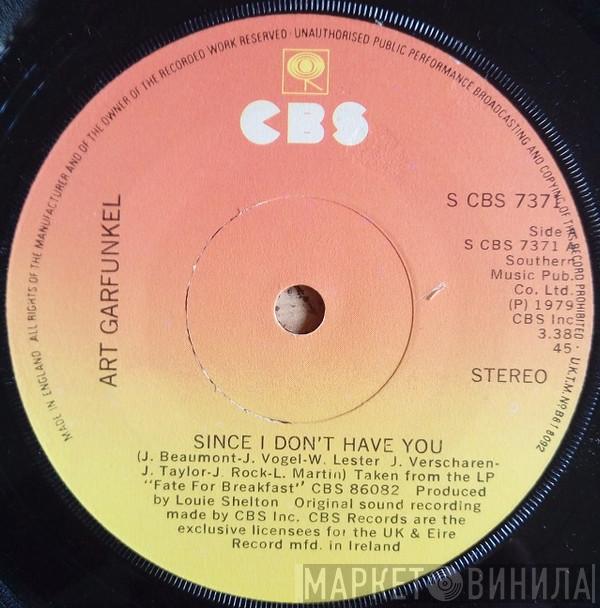 MADE IN ENGLAND ALL RIGHTS OF THE MANUFACTURER AND OF THE OWNER OF THE RECORDED WORK RESERVED · UNAUTHORISED PUBLIC PERFORMANCE BROADCASTING AND COPYING OF THIS RECORD PROHIBITED · U.K.T.M. Nº B618092
CBS
ART GARFUNKEL
S CBS 7371
Side A
S CBS 7371 A
Southern
Music Pub.
Co. Ltd.
(P) 1979
CBS Inc
3.38
45
STEREO
SINCE I DON'T HAVE YOU
(J. Beaumont-J. Vogel-W. Lester J. Verscharen-
J. Taylor-J. Rock-L. Martin) Taken from the LP
"Fate For Breakfast" CBS 86082 Produced
by Louie Shelton Original sound recording
made by CBS Inc. CBS Records are the
exclusive licensees for the UK & Eire
Record mfd. in Ireland
МАРКЕТ ВИНИЛА